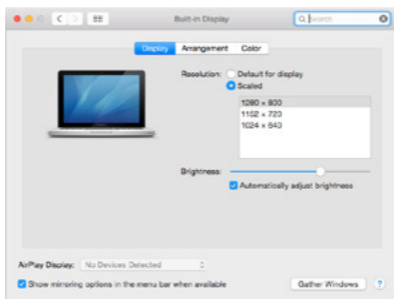 Built-in Display
Search
Display Arrangement Color
Resolution: Default for display
Scaled
1280 × 800
1152 × 720
1024 × 640
Brightness:
Automatically adjust brightness
AirPlay Display: No Devices Detected
Show mirroring options in the menu bar when available
Gather Windows ?